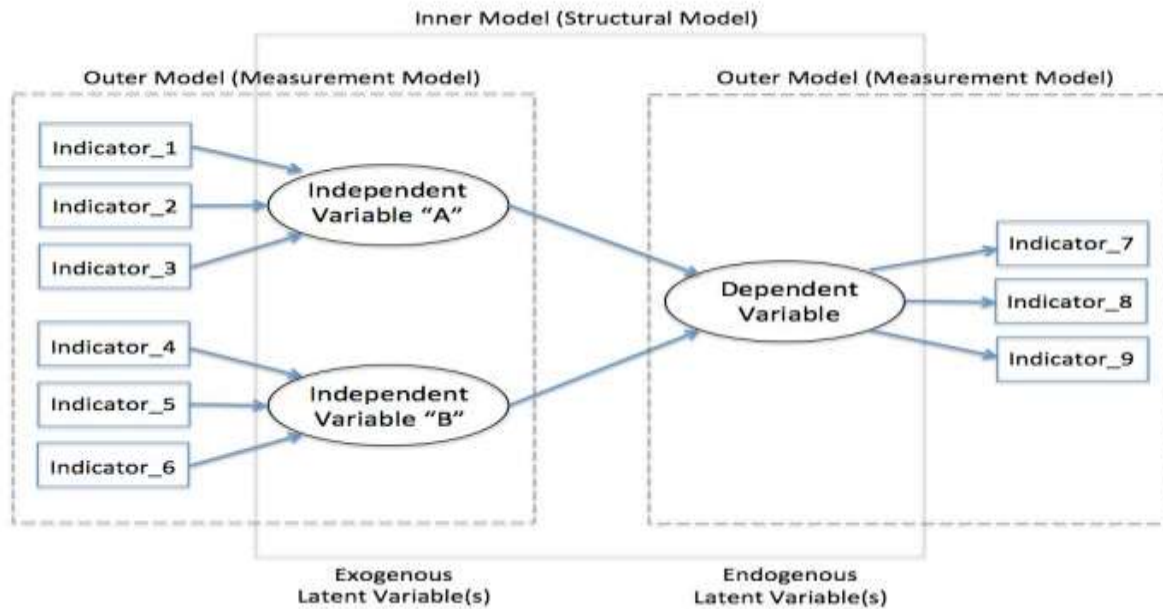 Inner Model (Structural Model)
Outer Model (Measurement Model)
Outer Model (Measurement Model)
Indicator_1
Indicator_2
Indicator_3
Independent
Variable “A”
Indicator_4
Indicator_5
Indicator_6
Independent
Variable “B”
Dependent
Variable
Indicator_7
Indicator_8
Indicator_9
Exogenous
Latent Variable(s)
Endogenous
Latent Variable(s)